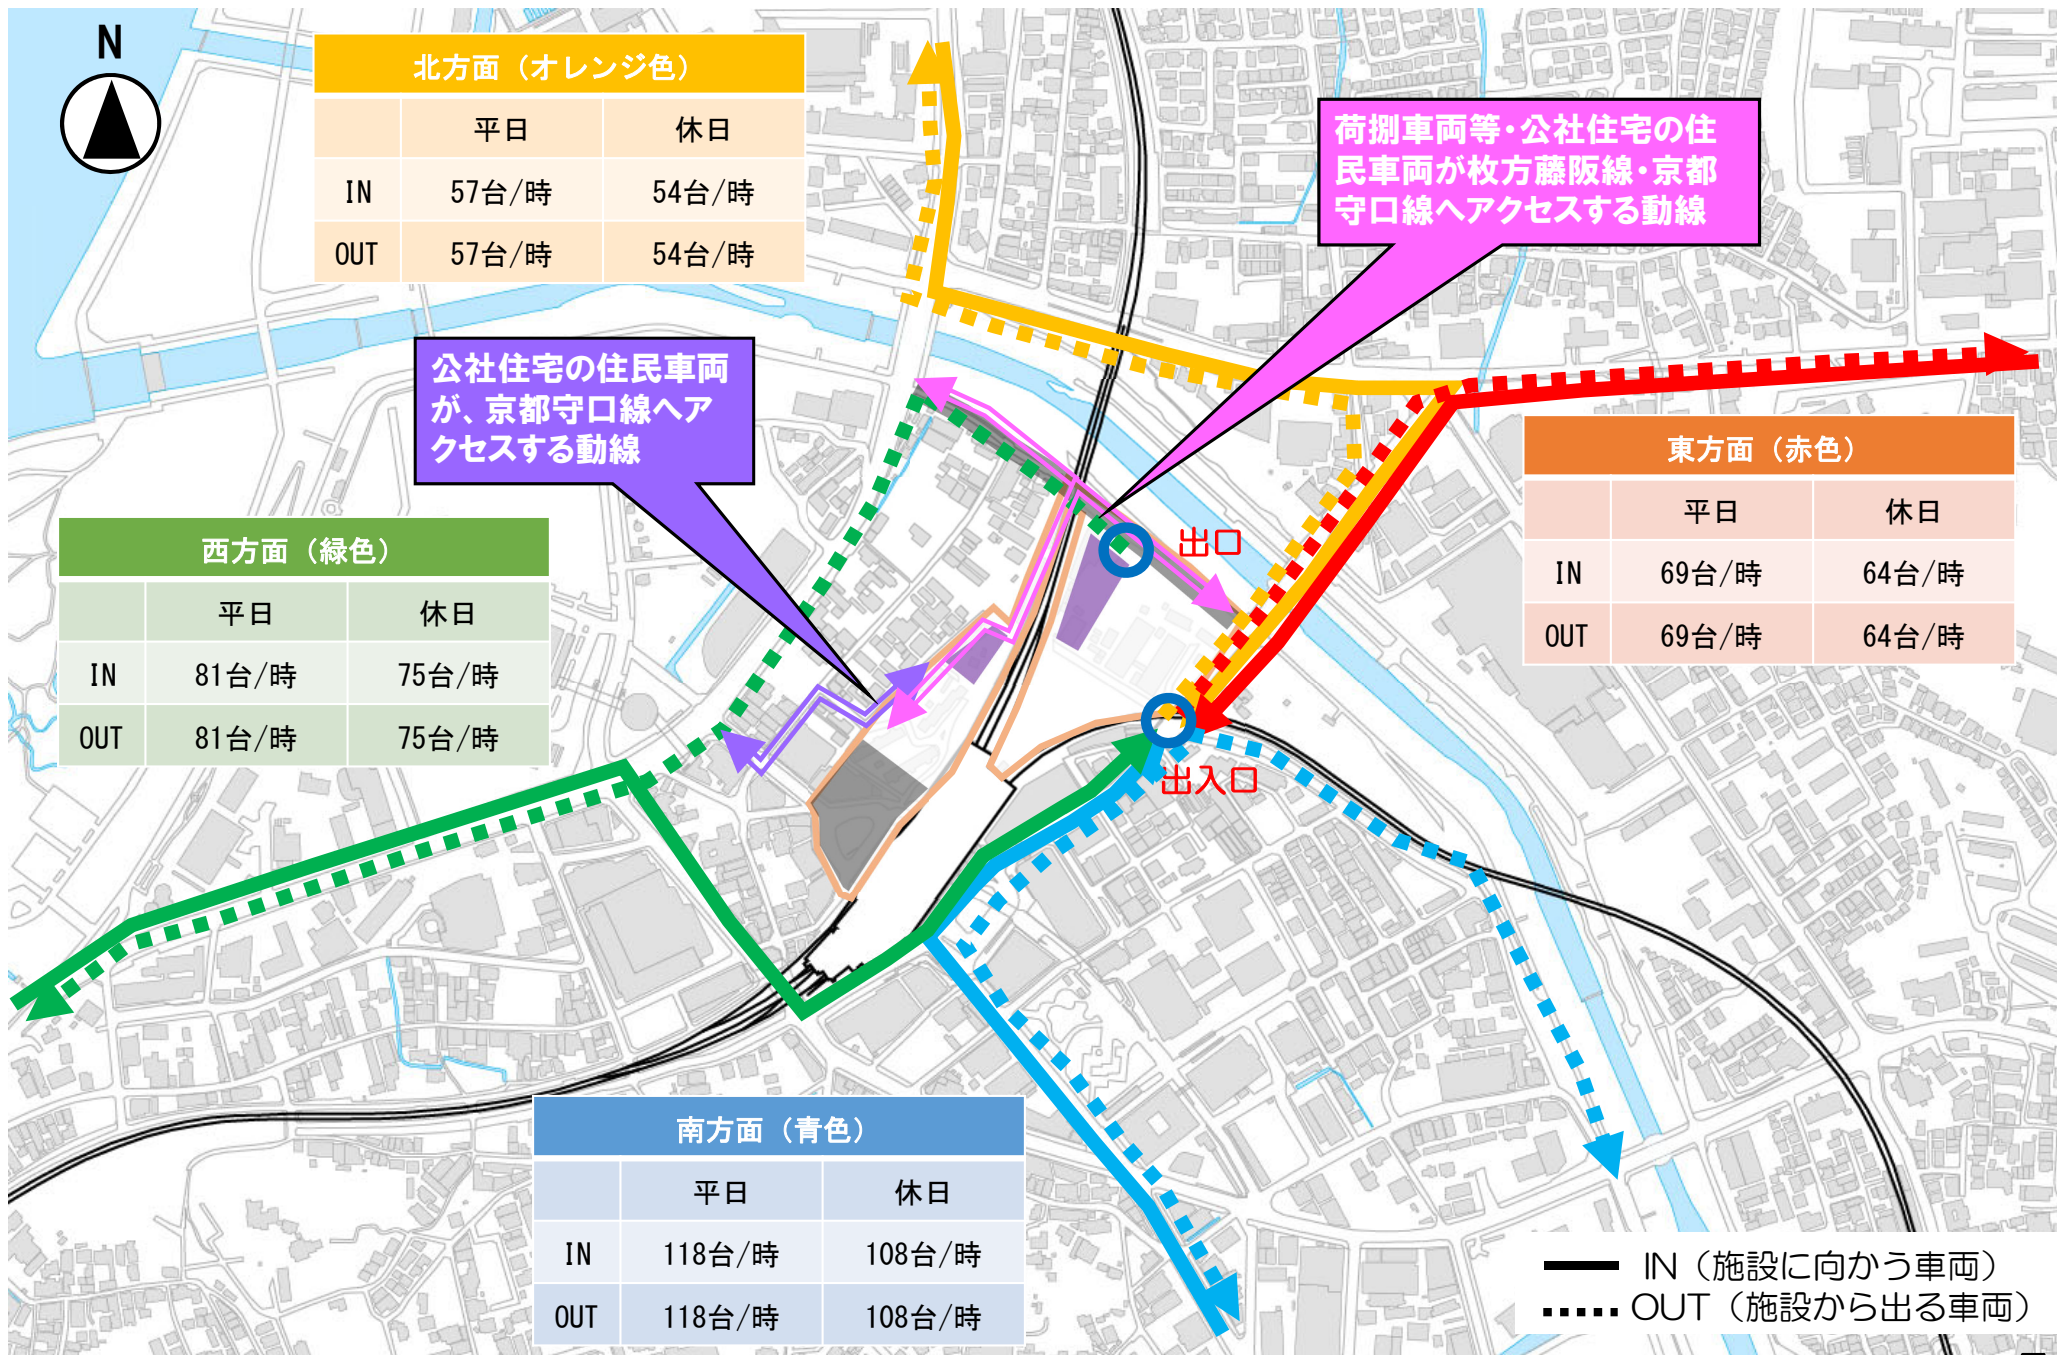 N
北方面（オレンジ色）
平日 休日
IN 57台/時 54台/時
OUT 57台/時 54台/時
荷捌車両等・公社住宅の住
民車両が枚方藤阪線・京都
守口線へアクセスする動線
公社住宅の住民車両
が、京都守口線へア
クセスする動線
東方面（赤色）
平日 休日
IN 69台/時 64台/時
OUT 69台/時 64台/時
出口
西方面（緑色）
平日 休日
IN 81台/時 75台/時
OUT 81台/時 75台/時
出入口
南方面（青色）
平日 休日
IN 118台/時 108台/時
OUT 118台/時 108台/時
IN（施設に向かう車両）
OUT（施設から出る車両）